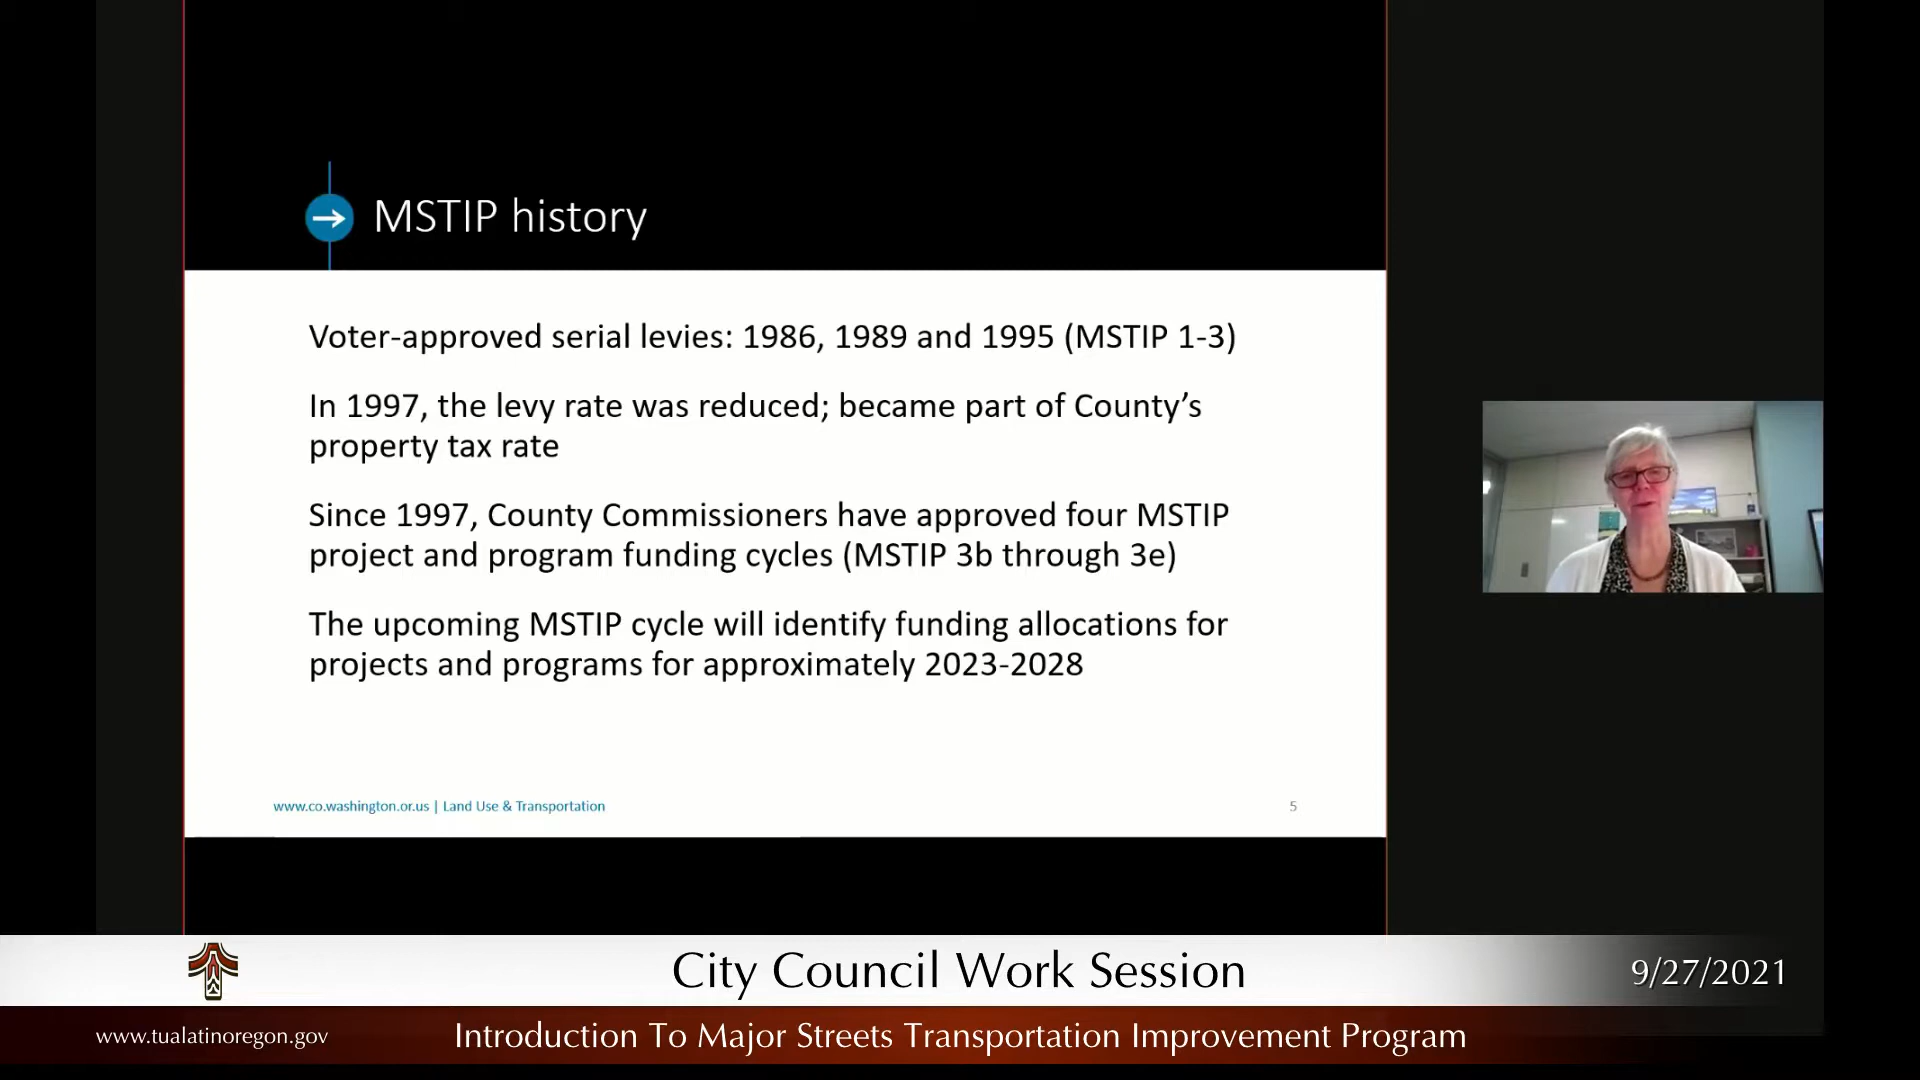 MSTIP history
Voter-approved serial levies: 1986, 1989 and 1995 (MSTIP 1-3)
In 1997, the levy rate was reduced; became part of County’s
property tax rate
Since 1997, County Commissioners have approved four MSTIP
project and program funding cycles (MSTIP 3b through 3e)
The upcoming MSTIP cycle will identify funding allocations for
projects and programs for approximately 2023-2028
www.co.washington.or.us | Land Use & Transportation
5
City Council Work Session
9/27/2021
www.tualatinoregon.gov
Introduction To Major Streets Transportation Improvement Program